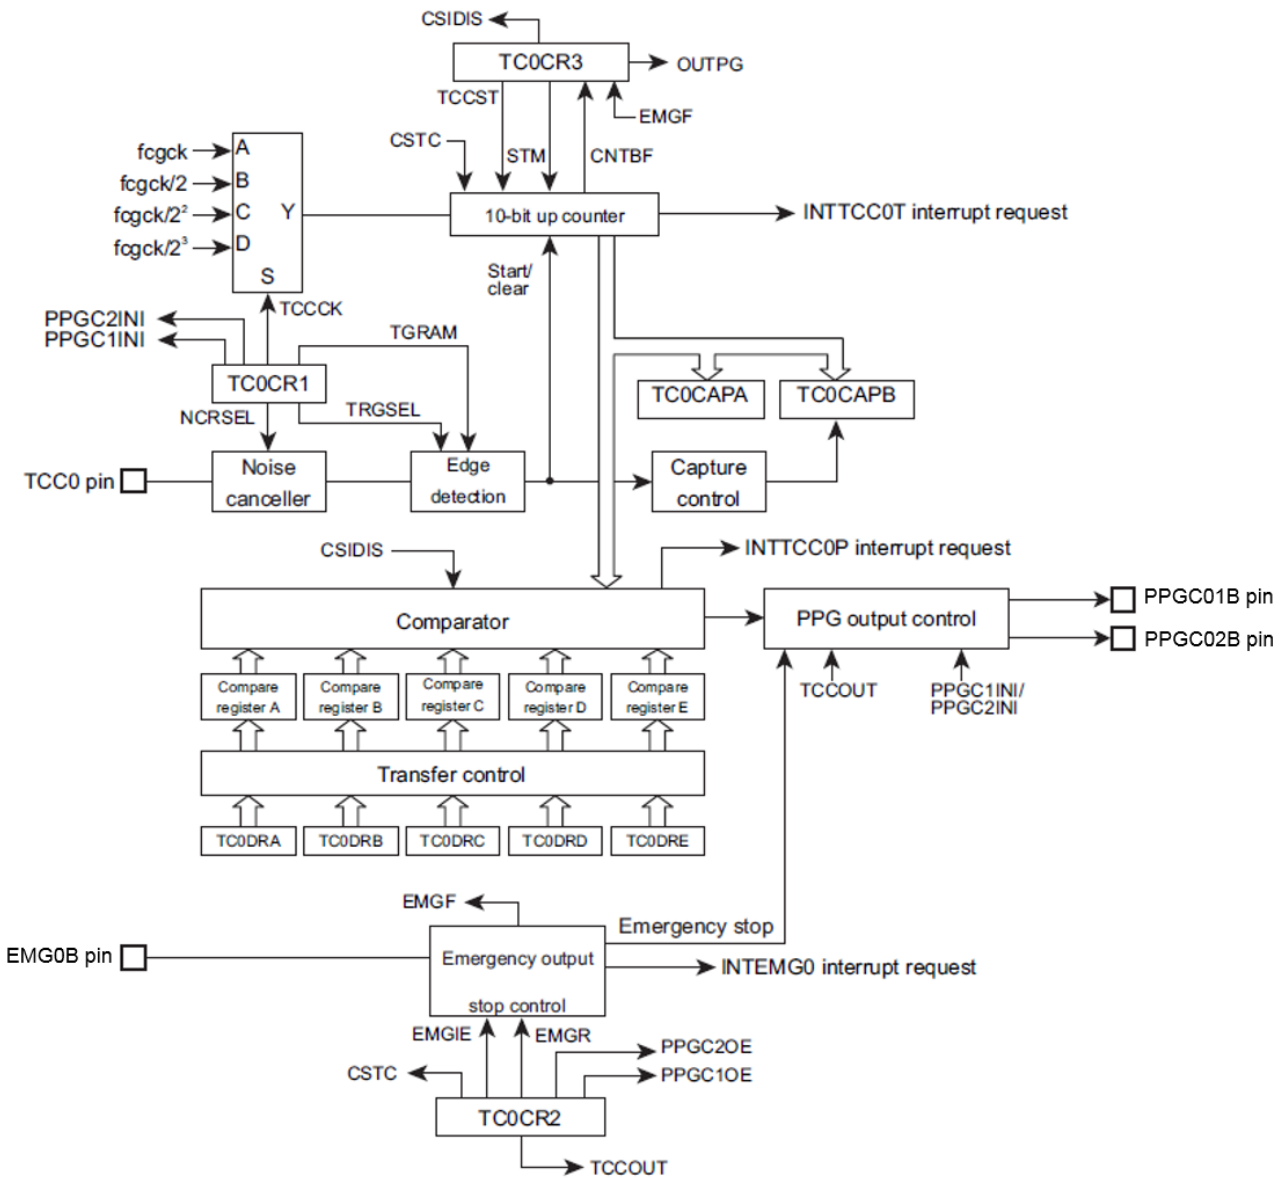 CSIDIS
TC0CR3
OUTPG
TCCST
EMGF
CSTC
STM
CNTBF
fcgck
A
fcgck/2
B
fcgck/2²
C
Y
fcgck/2³
D
S
10-bit up counter
INTTCC0T interrupt request
Start/
clear
TCCCK
PPGC2INI
PPGC1INI
TGRAM
TC0CR1
TC0CAPA
TC0CAPB
NCRSEL
TRGSEL
TCC0 pin
Noise
canceller
Edge
detection
Capture
control
CSIDIS
INTTCC0P interrupt request
Comparator
PPG output control
PPGC01B pin
PPGC02B pin
Compare
register A
Compare
register B
Compare
register C
Compare
register D
Compare
register E
TCCOUT
PPGC1INI/
PPGC2INI
Transfer control
TC0DRA
TC0DRB
TC0DRC
TC0DRD
TC0DRE
EMGF
Emergency stop
EMG0B pin
Emergency output
stop control
INTEMG0 interrupt request
EMGIE
EMGR
PPGC2OE
CSTC
PPGC1OE
TC0CR2
TCCOUT